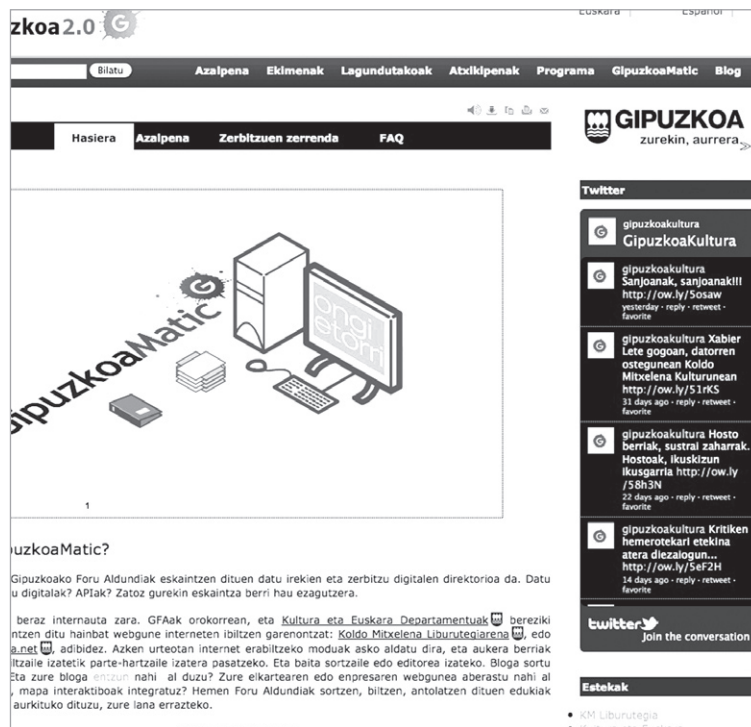 Euskara
Español
zkoa 2.0 G
Bilatu
Azalpena Ekimenak Lagundutakoak Atxikipenak Programa GipuzkoaMatic Blog
Hasiera Azalpena Zerbitzuen zerrenda FAQ
ongi
etorri
GipuzkoaMatic
1
uzkoaMatic?
Gipuzkoako Foru Aldundiak eskaintzen dituen datu irekien eta zerbitzu digitalen direktorioa da. Datu
u digitalak? APIak? Zatoz gurekin eskaintza berri hau ezagutzera.
beraz internauta zara. GFAak orokorrean, eta Kultura eta Euskara Departamentuak bereziki
ntzen ditu hainbat webgune interneten ibiltzen garenontzat: Koldo Mitxelena Liburutegiarena, edo
a.net, adibidez. Azken urteotan internet erabiltzeko moduak asko aldatu dira, eta aukera berriak
ltzaile izatetik parte-hartzaile izatera pasatzeko. Eta baita sortzaile edo editorea izateko. Bloga sortu
Eta zure bloga entzun nahi al duzu? Zure elkartearen edo enpresaren webgunea aberastu nahi al
, mapa interaktiboak integratuz? Hemen Foru Aldundiak sortzen, biltzen, antolatzen dituen edukiak
aurkituko dituzu, zure lana errazteko.
GIPUZKOA
zurekin, aurrera
Twitter
gipuzkoakultura
GipuzkoaKultura
gipuzkoakultura
Sanjoanak, sanjoanak!!!
http://ow.ly/5osaw
yesterday · reply · retweet ·
favorite
gipuzkoakultura Xabier
Lete gogoan, datorren
ostegunean Koldo
Mitxelena Kulturunean
http://ow.ly/51rKS
31 days ago · reply · retweet ·
favorite
gipuzkoakultura Hosto
berriak, sustrai zaharrak.
Hostoak, ikuskizun
ikusgarria http://ow.ly
/58h3N
22 days ago · reply · retweet ·
favorite
gipuzkoakultura Kritiken
hemerotekari etekina
atera diezaiogun...
http://ow.ly/5eF2H
14 days ago · reply · retweet ·
favorite
twitter
Join the conversation
Estekak
KM Liburutegia